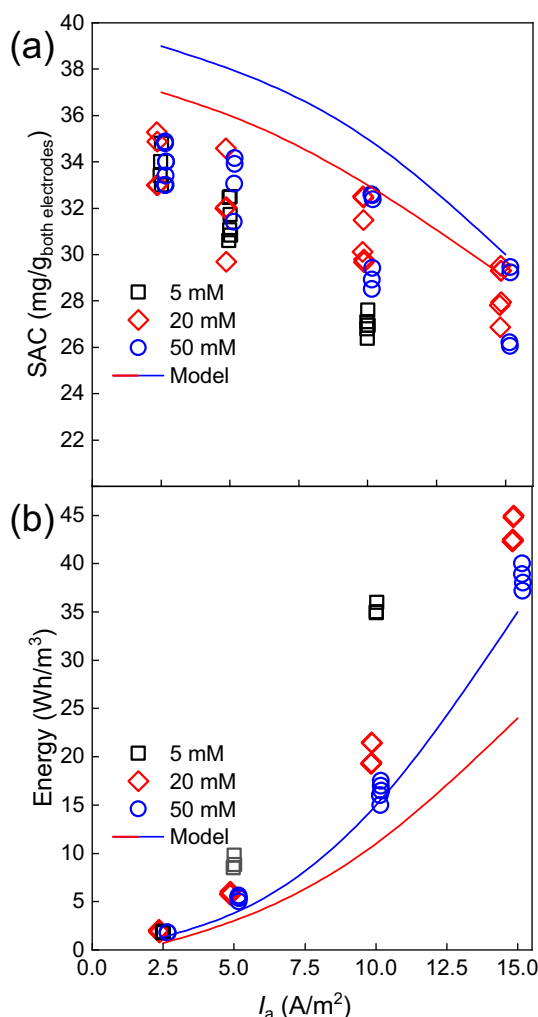 (a)
SAC (mg/g both electrodes)
40
38
36
34
32
30
28
26
24
22
5 mM
20 mM
50 mM
Model
(b)
Energy (Wh/m³)
45
40
35
30
25
20
15
10
5
0
5 mM
20 mM
50 mM
Model
0.0 2.5 5.0 7.5 10.0 12.5 15.0
Iₐ (A/m²)